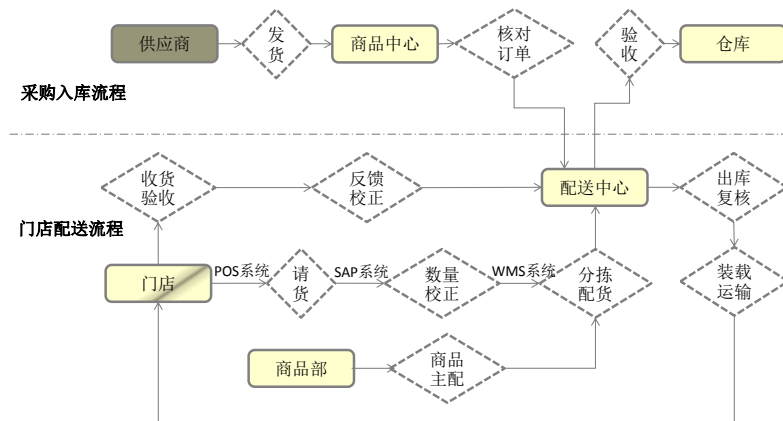 供应商
发
货
商品中心
核对
订单
验
收
仓库
采购入库流程
收货
验收
反馈
校正
配送中心
出库
复核
门店配送流程
门店
POS系统
请
货
SAP系统
数量
校正
WMS系统
分拣
配货
装载
运输
商品部
商品
主配